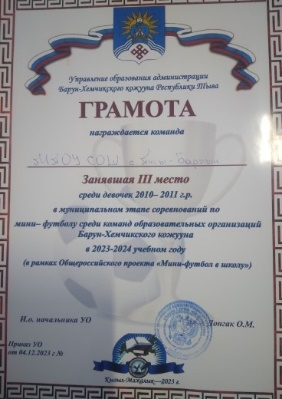 Управление образования администрации
Барун-Хемчикского кожууна Республики Тыва
ГРАМОТА
награждается команда
МБОУ СОШ с.
Занявшая III место
среди девочек 2010– 2011 г.р.
в муниципальном этапе соревнований по
мини– футболу среди команд образовательных организаций
Барун-Хемчикского кожууна
в 2023-2024 учебном году
(в рамках Общероссийского проекта «Мини-футбол в школу»)
И.о. начальника УО
Донгак О.М.
Приказ УО
от 04.12.2023 г №
Кызыл-Мажалык—2023 г.